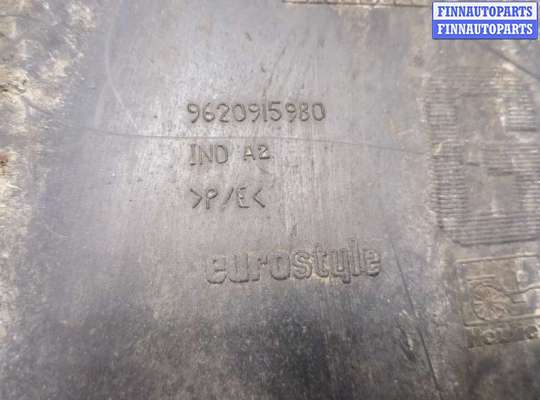 FINNAUTOPARTS
FINNAUTOPARTS
9620915980
IND A2
>P/E<
eurostyle